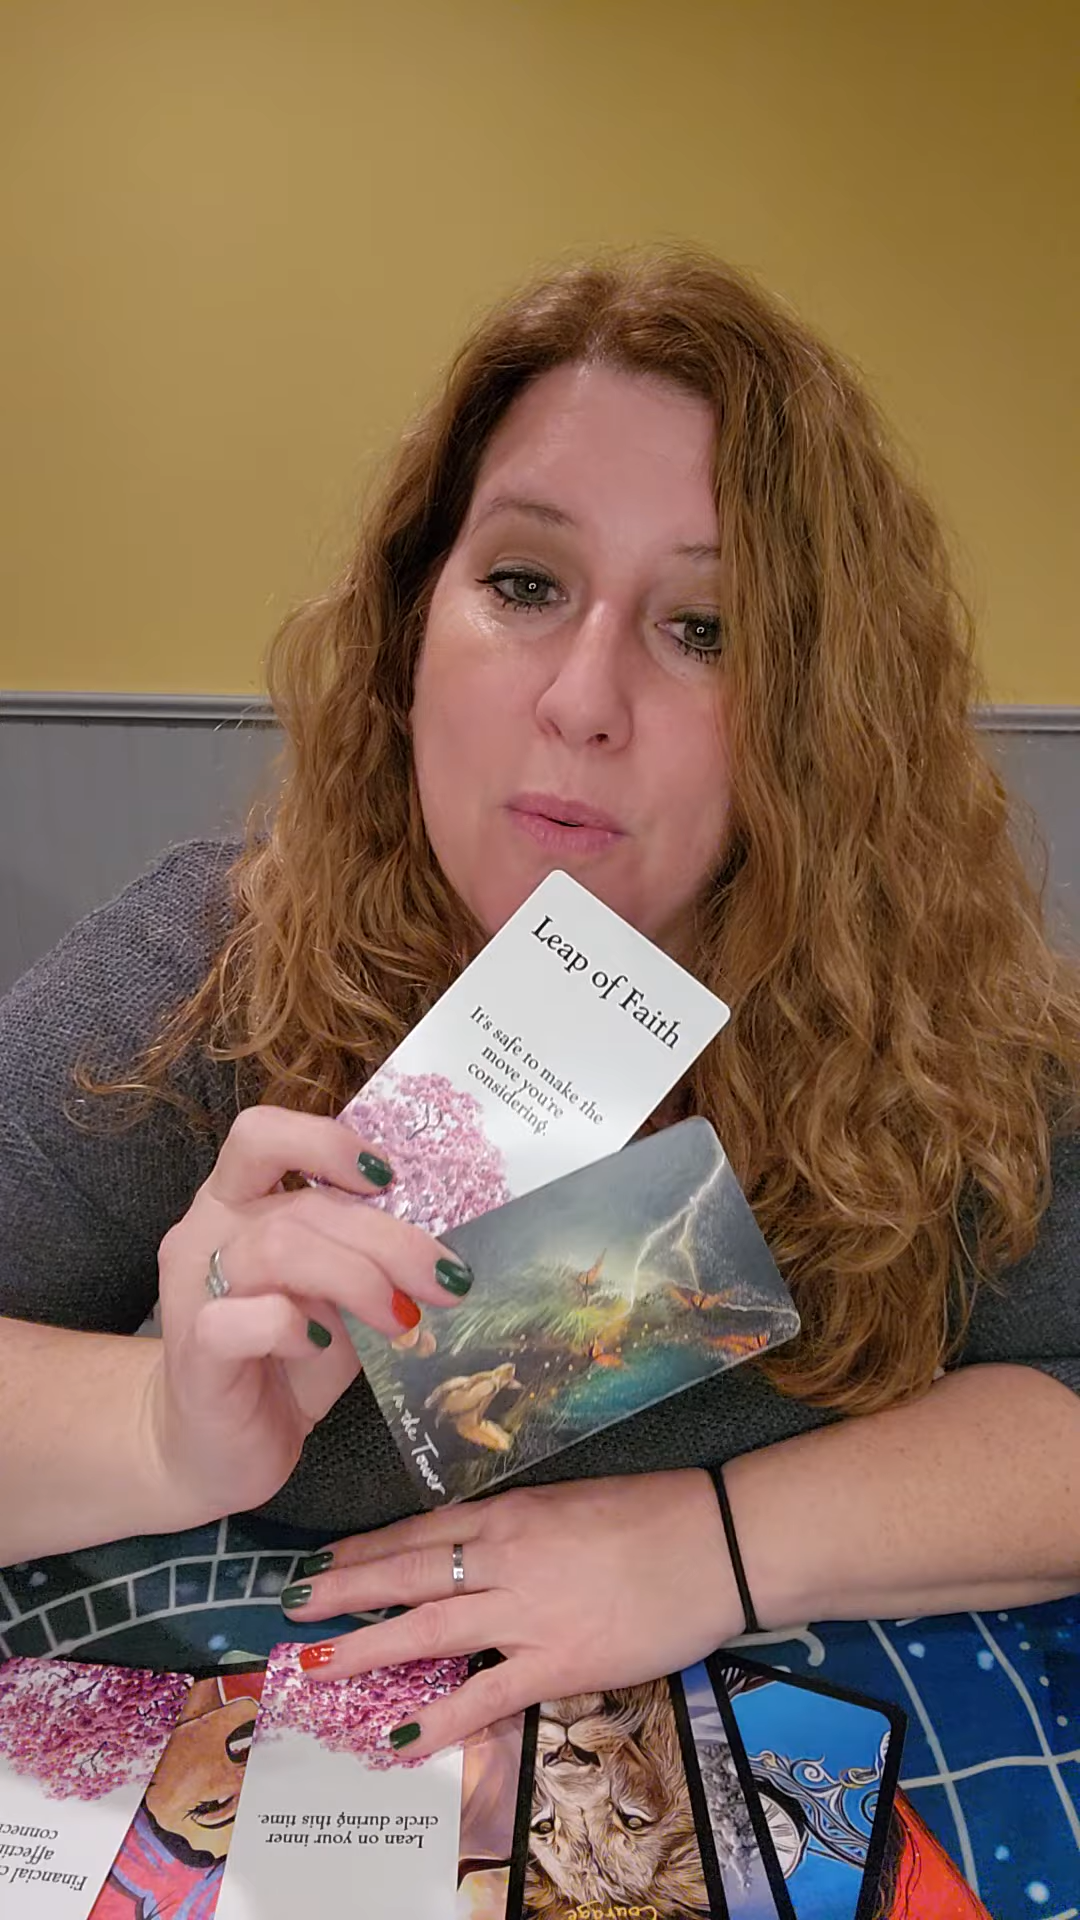 Leap of Faith
It's safe to make the
move you're
considering.
the Tower
Lean on your inner
circle during this time.
Financial
affecti
connec
Courage